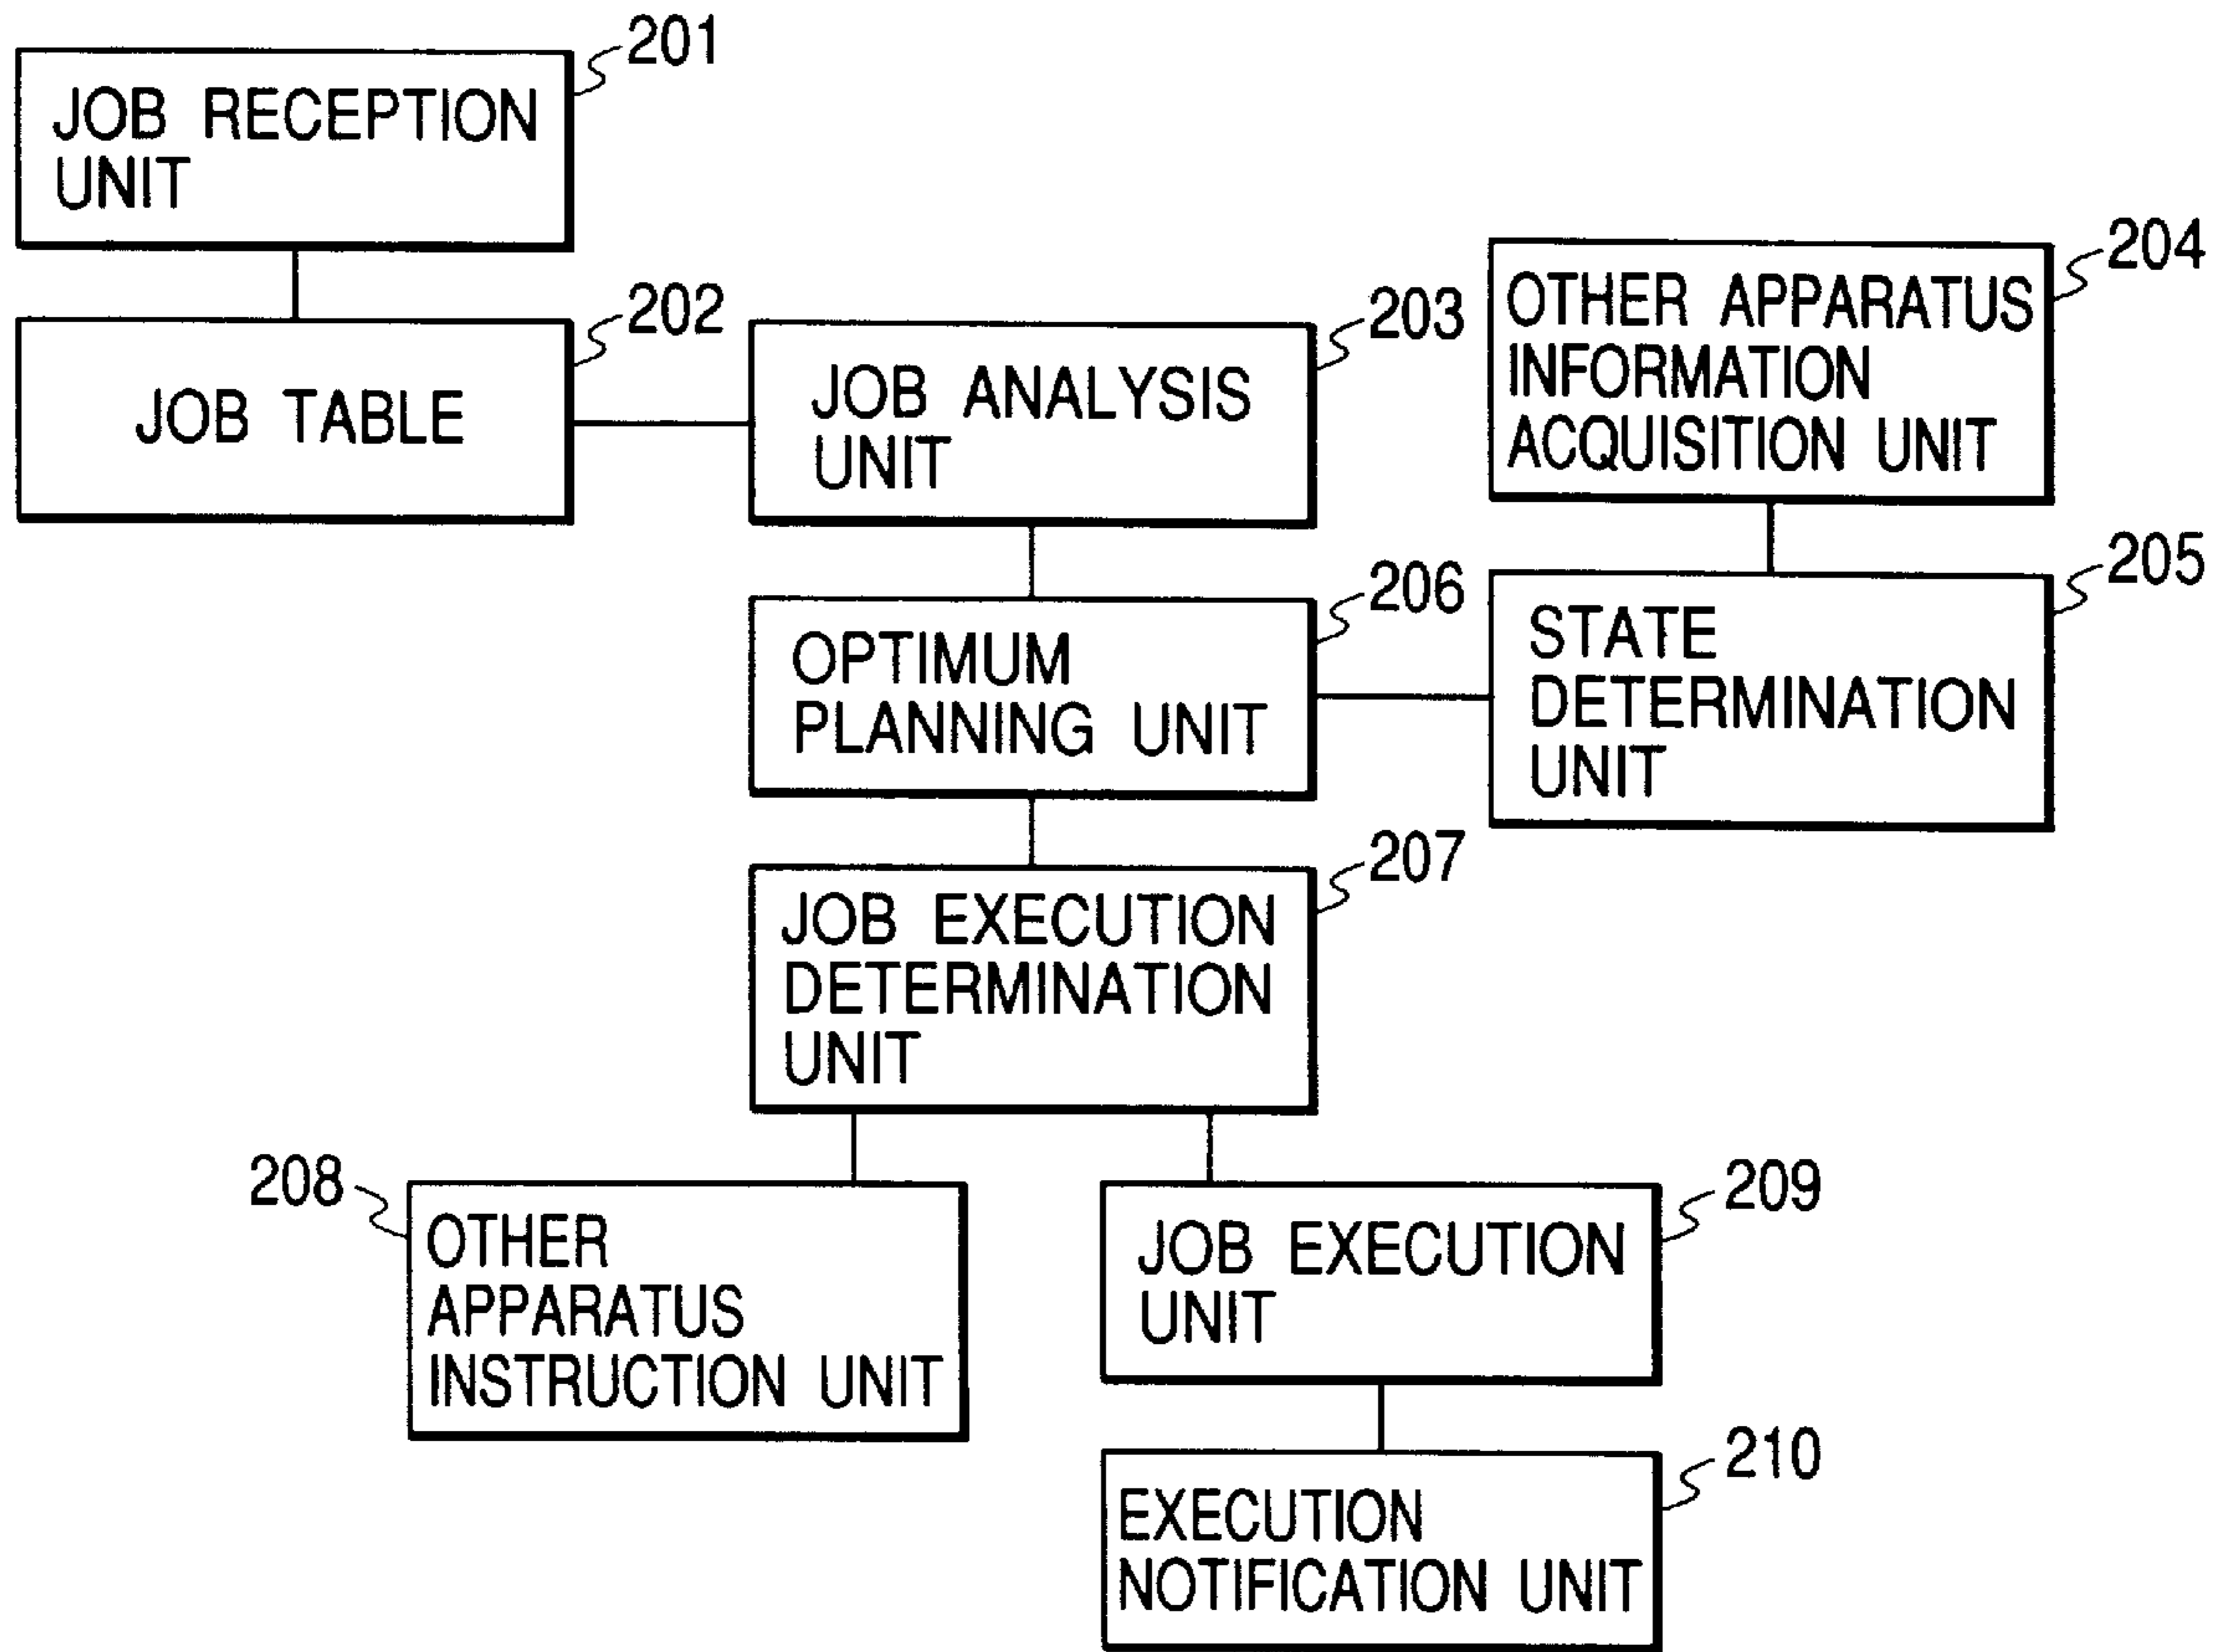 201
JOB RECEPTION
UNIT
202
JOB TABLE
203
JOB ANALYSIS
UNIT
204
OTHER APPARATUS
INFORMATION
ACQUISITION UNIT
205
STATE
DETERMINATION
UNIT
206
OPTIMUM
PLANNING UNIT
207
JOB EXECUTION
DETERMINATION
UNIT
208
OTHER
APPARATUS
INSTRUCTION UNIT
209
JOB EXECUTION
UNIT
210
EXECUTION
NOTIFICATION UNIT